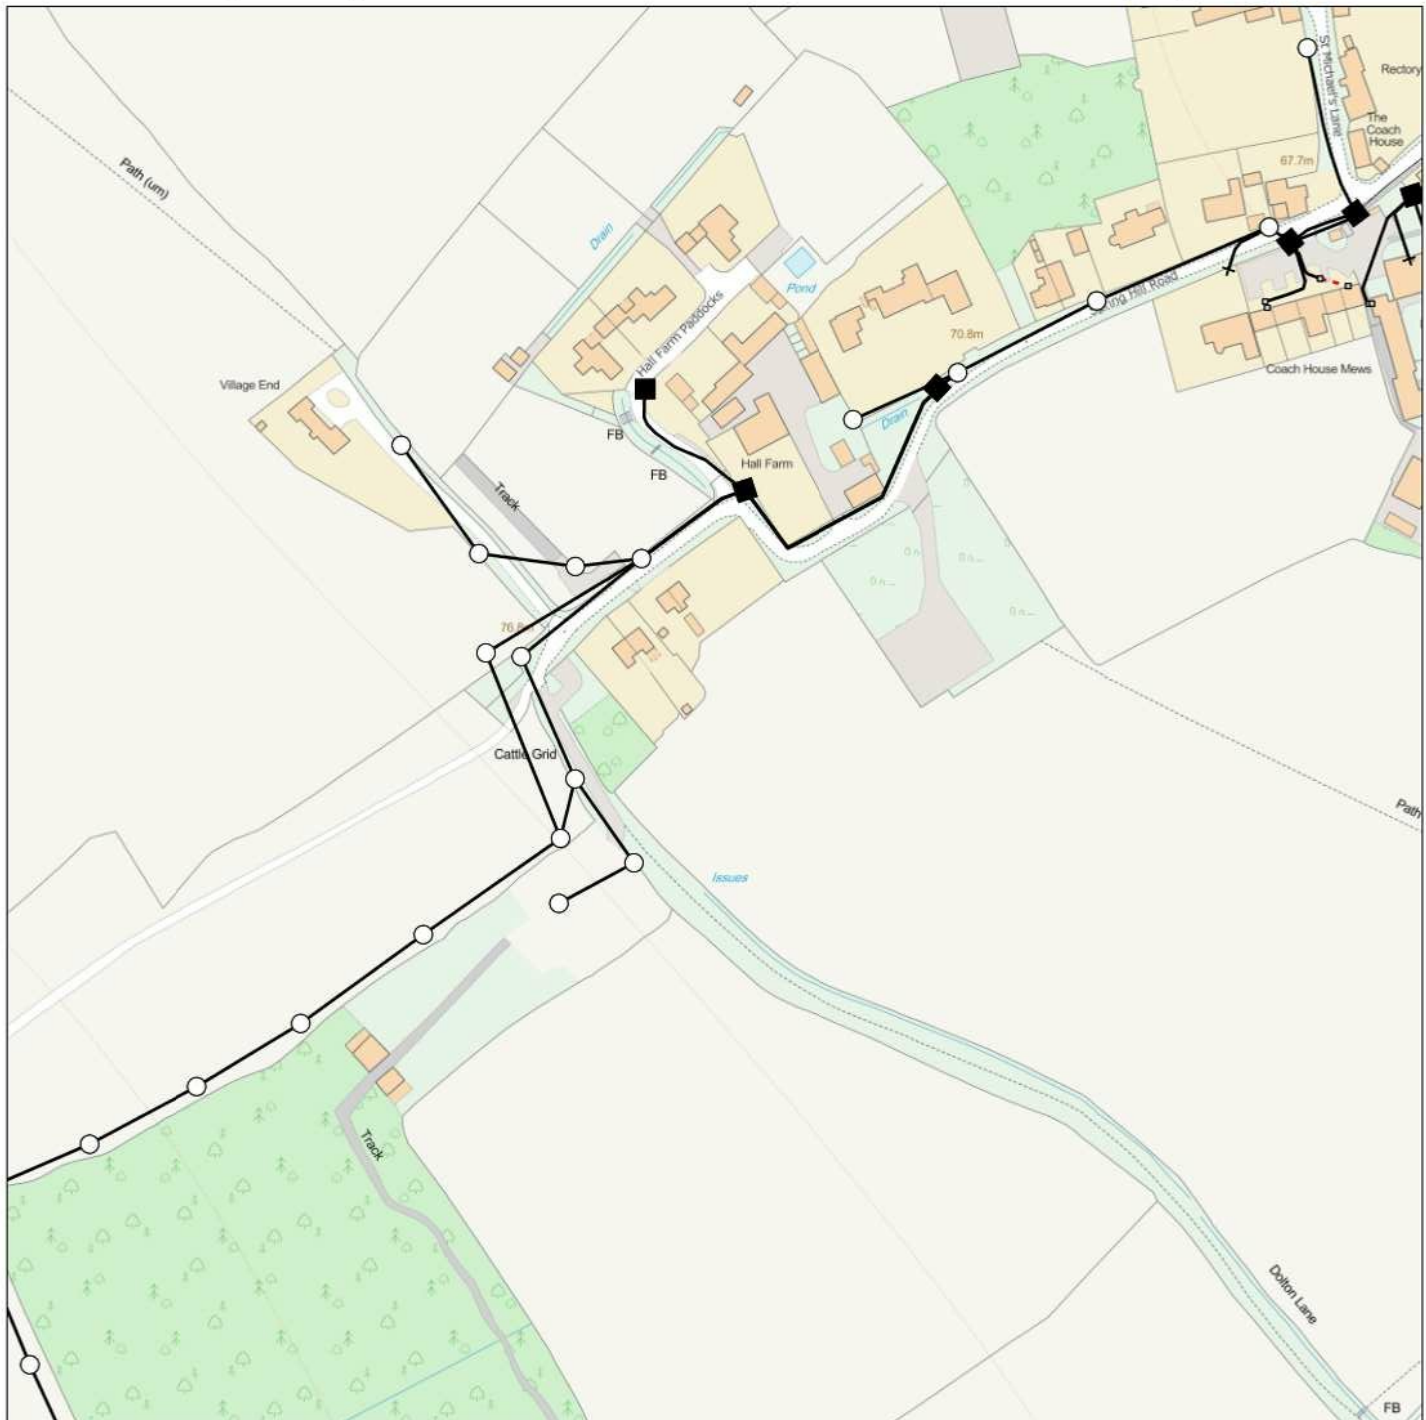 St Michael's Lane
Rectory
The
Coach
House
67.7m
Path (um)
Drain
Pond
Hall Farm Paddocks
Hill Road
70.8m
Coach House Mews
Village End
FB
Drain
Hall Farm
FB
Track
Cattle Grid
Path
Issues
Track
Dolton Lane
FB